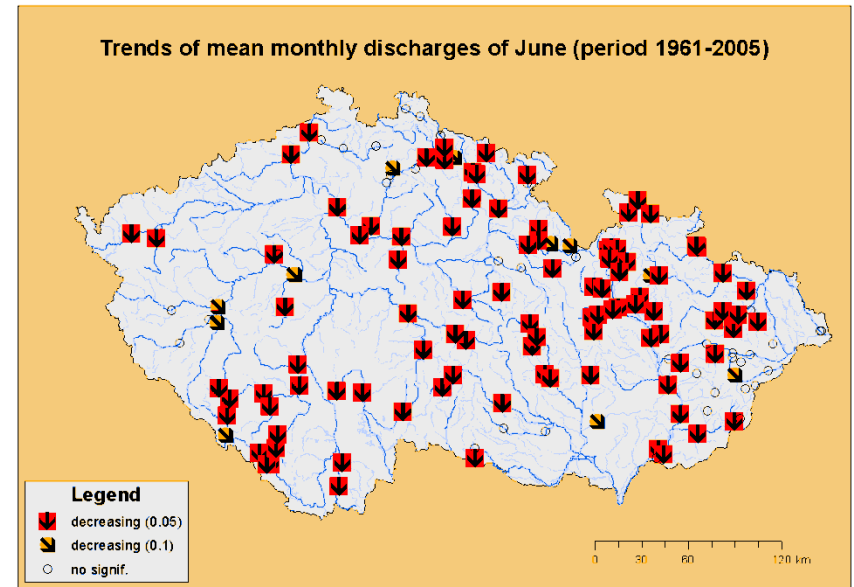 Trends of mean monthly discharges of June (period 1961-2005)
Legend
decreasing (0.05)
decreasing (0.1)
no signif.
0 30 60 120 km